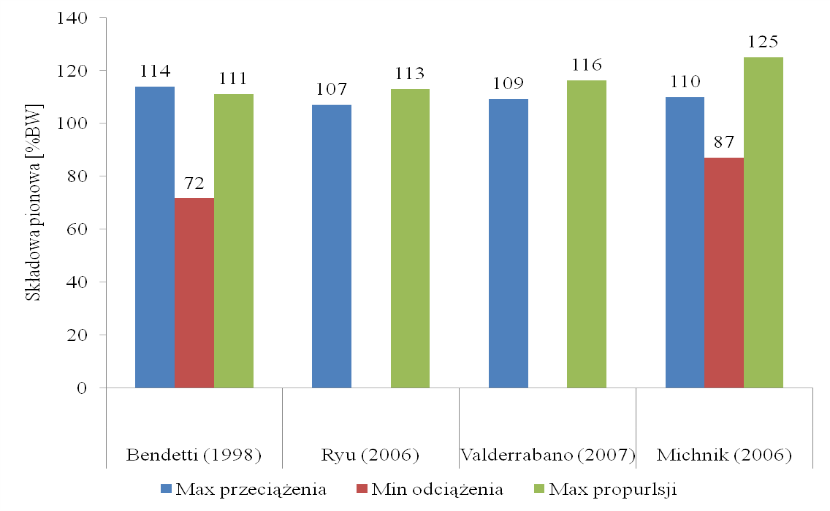 140
120
100
80
60
40
20
0
Składowa pionowa [%BW]
114
72
111
107
113
109
116
110
87
125
Bendetti (1998)
Ryu (2006)
Valderrabano (2007)
Michnik (2006)
Max przeciążenia
Min odciążenia
Max propurlsji